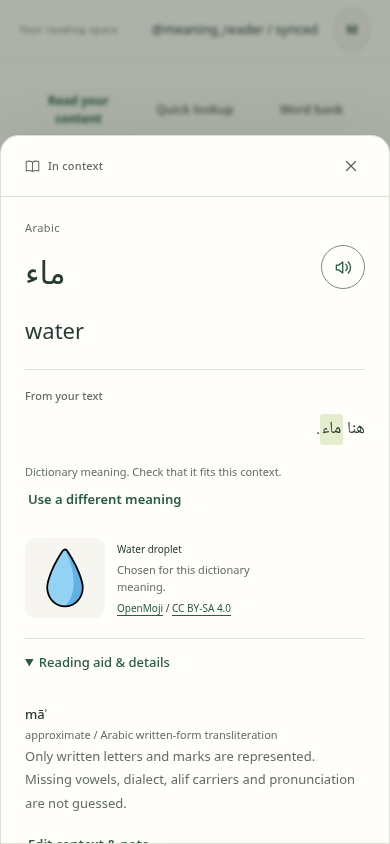 Your reading space
@meaning_reader / synced
M
Read your content
Quick lookup
Word bank
In context
Arabic
ماء
water
From your text
هنا ماء.
Dictionary meaning. Check that it fits this context.
Use a different meaning
Water droplet
Chosen for this dictionary
meaning.
OpenMoji / CC BY-SA 4.0
Reading aid & details
māʾ
approximate / Arabic written-form transliteration
Only written letters and marks are represented.
Missing vowels, dialect, alif carriers and pronunciation
are not guessed.
Edit context & note